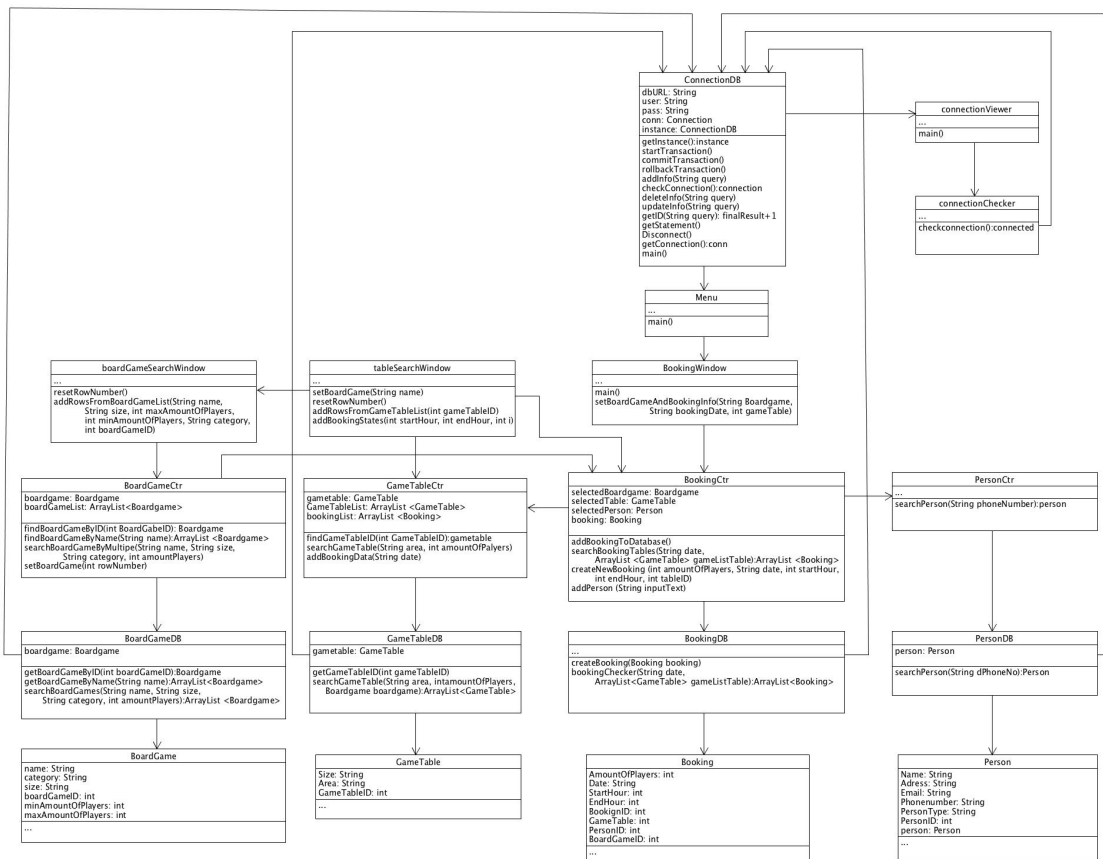 ConnectionDB
dbURL: String
user: String
pass: String
conn: Connection
instance: ConnectionDB
getInstance():instance
startTransaction()
commitTransaction()
rollbackTransaction()
addInfo(String query)
checkConnection():connection
deleteInfo(String query)
updateInfo(String query)
getID(String query): finalResult+1
getStatement()
Disconnect()
getConnection():conn
main()
connectionViewer
...
main()
connectionChecker
...
checkconnection():connected
Menu
...
main()
boardGameSearchWindow
...
resetRowNumber()
addRowsFromBoardGameList(String name,
String size, int maxAmountOfPlayers,
int minAmountOfPlayers, String category,
int boardGameID)
tableSearchWindow
...
setBoardGame(String name)
resetRowNumber()
addRowsFromGameTableList(int gameTableID)
addBookingStates(int startHour, int endHour, int i)
BookingWindow
...
main()
setBoardGameAndBookingInfo(String Boardgame,
String bookingDate, int gameTable)
BoardGameCtr
boardgame: Boardgame
boardGameList: ArrayList<Boardgame>
findBoardGameByID(int BoardGabeID): Boardgame
findBoardGameByName(String name):ArrayList <Boardgame>
searchBoardGameByMultipe(String name, String size,
String category, int amountPlayers)
setBoardGame(int rowNumber)
GameTableCtr
gametable: GameTable
GameTableList: ArrayList <GameTable>
bookingList: ArrayList <Booking>
findGameTableID(int GameTableID):gametable
searchGameTable(String area, int amountOfPalyers)
addBookingData(String date)
BookingCtr
selectedBoardgame: Boardgame
selectedTable: GameTable
selectedPerson: Person
booking: Booking
addBookingToDatabase()
searchBookingTables(String date,
ArrayList <GameTable> gameListTable):ArrayList <Booking>
createNewBooking (int amountOfPlayers, String date, int startHour,
int endHour, int tableID)
addPerson (String inputText)
PersonCtr
...
searchPerson(String phoneNumber):person
BoardGameDB
boardgame: Boardgame
getBoardGameByID(int boardGameID):Boardgame
getBoardGameByName(String name):ArrayList<Boardgame>
searchBoardGames(String name, String size,
String category, int amountPlayers):ArrayList <Boardgame>
GameTableDB
gametable: GameTable
getGameTableID(int gameTableID)
searchGameTable(String area, intamountOfPlayers,
Boardgame boardgame):ArrayList<GameTable>
BookingDB
...
createBooking(Booking booking)
bookingChecker(String date,
ArrayList<GameTable> gameListTable):ArrayList<Booking>
PersonDB
person: Person
searchPerson(String dPhoneNo):Person
BoardGame
name: String
category: String
size: String
boardGameID: int
minAmountOfPlayers: int
maxAmountOfPlayers: int
...
GameTable
Size: String
Area: String
GameTableID: int
...
Booking
AmountOfPlayers: int
Date: String
StartHour: int
EndHour: int
BookignID: int
GameTable: int
PersonID: int
BoardGameID: int
...
Person
Name: String
Adress: String
Email: String
Phonenumber: String
PersonType: String
PersonID: int
person: Person
...